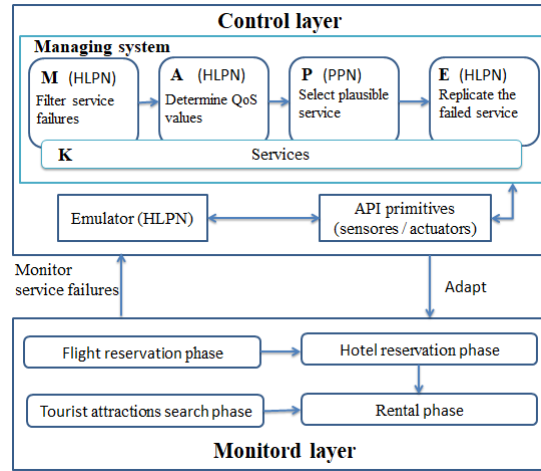 Control layer
Managing system
M (HLPN)
Filter service
failures
A (HLPN)
Determine QoS
values
P (PPN)
Select plausible
service
E (HLPN)
Replicate the
failed service
K Services
Emulator (HLPN)
API primitives
(sensores / actuators)
Monitor
service failures
Adapt
Flight reservation phase
Hotel reservation phase
Tourist attractions search phase
Rental phase
Monitord layer